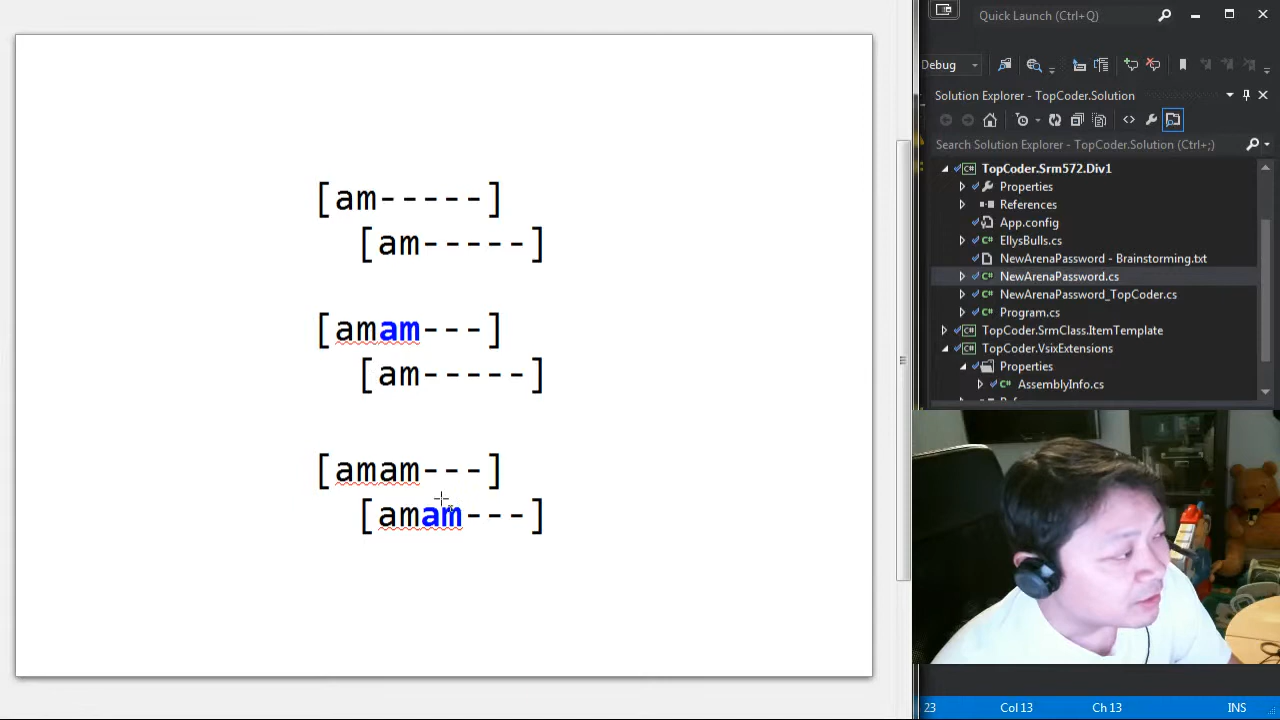 [am-----]
[am-----]
[amam---]
[am-----]
[amam---]
[amam---]
Quick Launch (Ctrl+Q)
Debug
Solution Explorer - TopCoder.Solution
Search Solution Explorer - TopCoder.Solution (Ctrl+;)
TopCoder.Srm572.Div1
Properties
References
App.config
EllysBulls.cs
NewArenaPassword - Brainstorming.txt
NewArenaPassword.cs
NewArenaPassword_TopCoder.cs
Program.cs
TopCoder.SrmClass.ItemTemplate
TopCoder.VsixExtensions
Properties
AssemblyInfo.cs
23 Col 13 Ch 13 INS